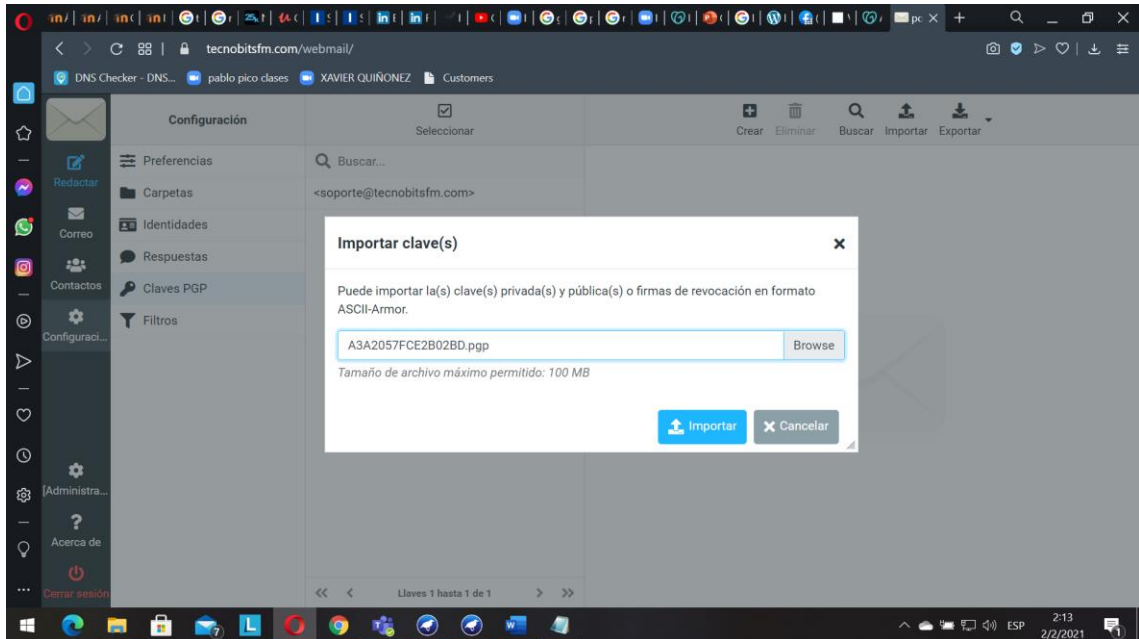 tecnobitsfm.com/webmail/
DNS Checker - DNS... pablo pico clases XAVIER QUIÑONEZ Customers
Configuración
Seleccionar
Crear Eliminar Buscar Importar Exportar
Redactar
Correo
Contactos
Configuraci...
[Administra...
Acerca de
Cerrar sesión
Preferencias
Carpetas
Identidades
Respuestas
Claves PGP
Filtros
Buscar...
<soporte@tecnobitsfm.com>
Importar clave(s)
Puede importar la(s) clave(s) privada(s) y pública(s) o firmas de revocación en formato
ASCII-Armor.
A3A2057FCE2B02BD.pgp Browse
Tamaño de archivo máximo permitido: 100 MB
Importar Cancelar
Llaves 1 hasta 1 de 1
ESP
2:13
2/2/2021